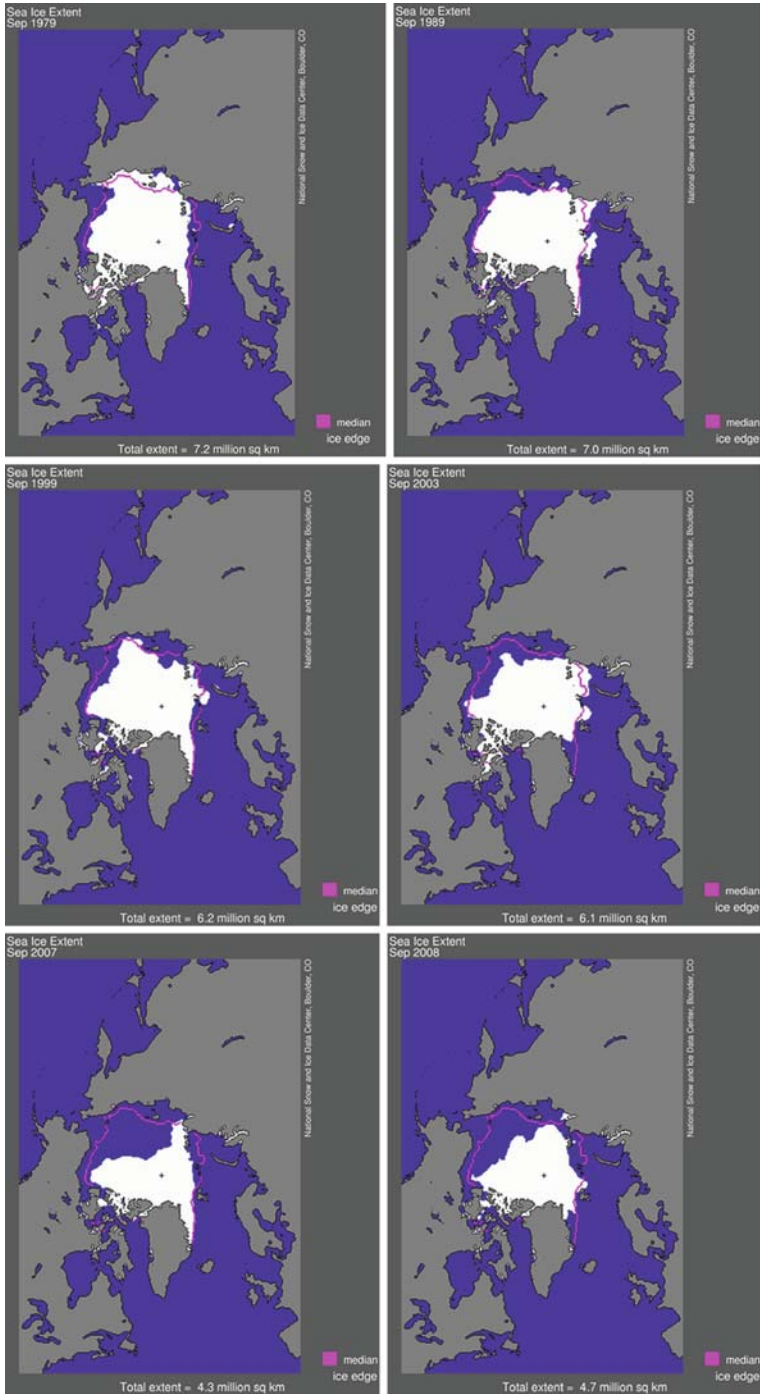 Sea Ice Extent
Sep 1979
National Snow and Ice Data Center, Boulder, CO
median
ice edge
Total extent = 7.2 million sq km
Sea Ice Extent
Sep 1989
National Snow and Ice Data Center, Boulder, CO
median
ice edge
Total extent = 7.0 million sq km
Sea Ice Extent
Sep 1999
National Snow and Ice Data Center, Boulder, CO
median
ice edge
Total extent = 6.2 million sq km
Sea Ice Extent
Sep 2003
National Snow and Ice Data Center, Boulder, CO
median
ice edge
Total extent = 6.1 million sq km
Sea Ice Extent
Sep 2007
National Snow and Ice Data Center, Boulder, CO
median
ice edge
Total extent = 4.3 million sq km
Sea Ice Extent
Sep 2008
National Snow and Ice Data Center, Boulder, CO
median
ice edge
Total extent = 4.7 million sq km